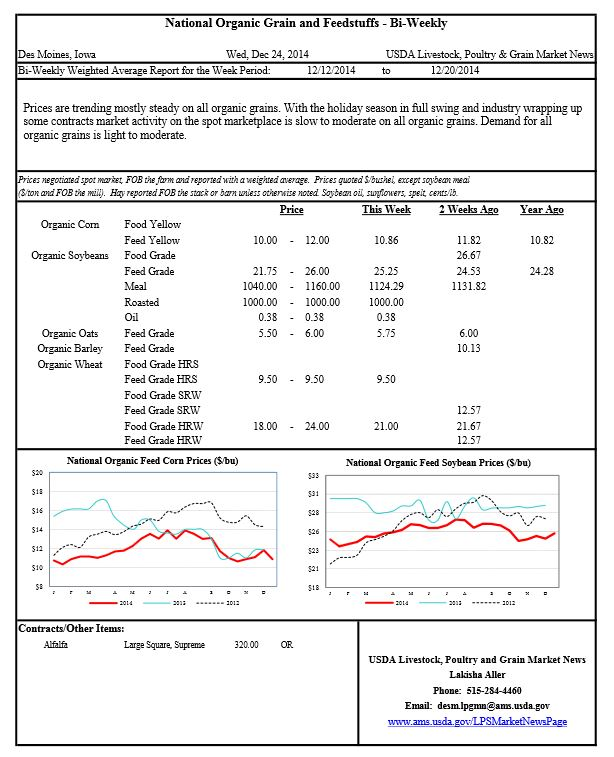 National Organic Grain and Feedstuffs - Bi-Weekly
Des Moines, Iowa Wed, Dec 24, 2014 USDA Livestock, Poultry & Grain Market News
Bi-Weekly Weighted Average Report for the Week Period: 12/12/2014 to 12/20/2014
Prices are trending mostly steady on all organic grains. With the holiday season in full swing and industry wrapping up
some contracts market activity on the spot marketplace is slow to moderate on all organic grains. Demand for all
organic grains is light to moderate.
Prices negotiated spot market, FOB the farm and reported with a weighted average. Prices quoted $/bushel, except soybean meal
($/ton and FOB the mill). Hay reported FOB the stack or barn unless otherwise noted. Soybean oil, sunflowers, spelt, cents/lb.
Price This Week 2 Weeks Ago Year Ago
Organic Corn Food Yellow
Feed Yellow 10.00 - 12.00 10.86 11.82 10.82
Organic Soybeans Food Grade 26.67
Feed Grade 21.75 - 26.00 25.25 24.53 24.28
Meal 1040.00 - 1160.00 1124.29 1131.82
Roasted 1000.00 - 1000.00 1000.00
Oil 0.38 - 0.38 0.38
Organic Oats Feed Grade 5.50 - 6.00 5.75 6.00
Organic Barley Feed Grade 10.13
Organic Wheat Food Grade HRS
Feed Grade HRS 9.50 - 9.50 9.50
Food Grade SRW
Feed Grade SRW 12.57
Food Grade HRW 18.00 - 24.00 21.00 21.67
Feed Grade HRW 12.57
National Organic Feed Corn Prices ($/bu)
$20
$18
$16
$14
$12
$10
$8
J F M A M J J A S O N D
2014 2013 2012
National Organic Feed Soybean Prices ($/bu)
$33
$31
$28
$26
$23
$21
$18
J F M A M J J A S O N D
2014 2013 2012
Contracts/Other Items:
Alfalfa Large Square, Supreme 320.00 OR
USDA Livestock, Poultry and Grain Market News
Lakisha Aller
Phone: 515-284-4460
Email: desm.lpgmn@ams.usda.gov
www.ams.usda.gov/LPSMarketNewsPage